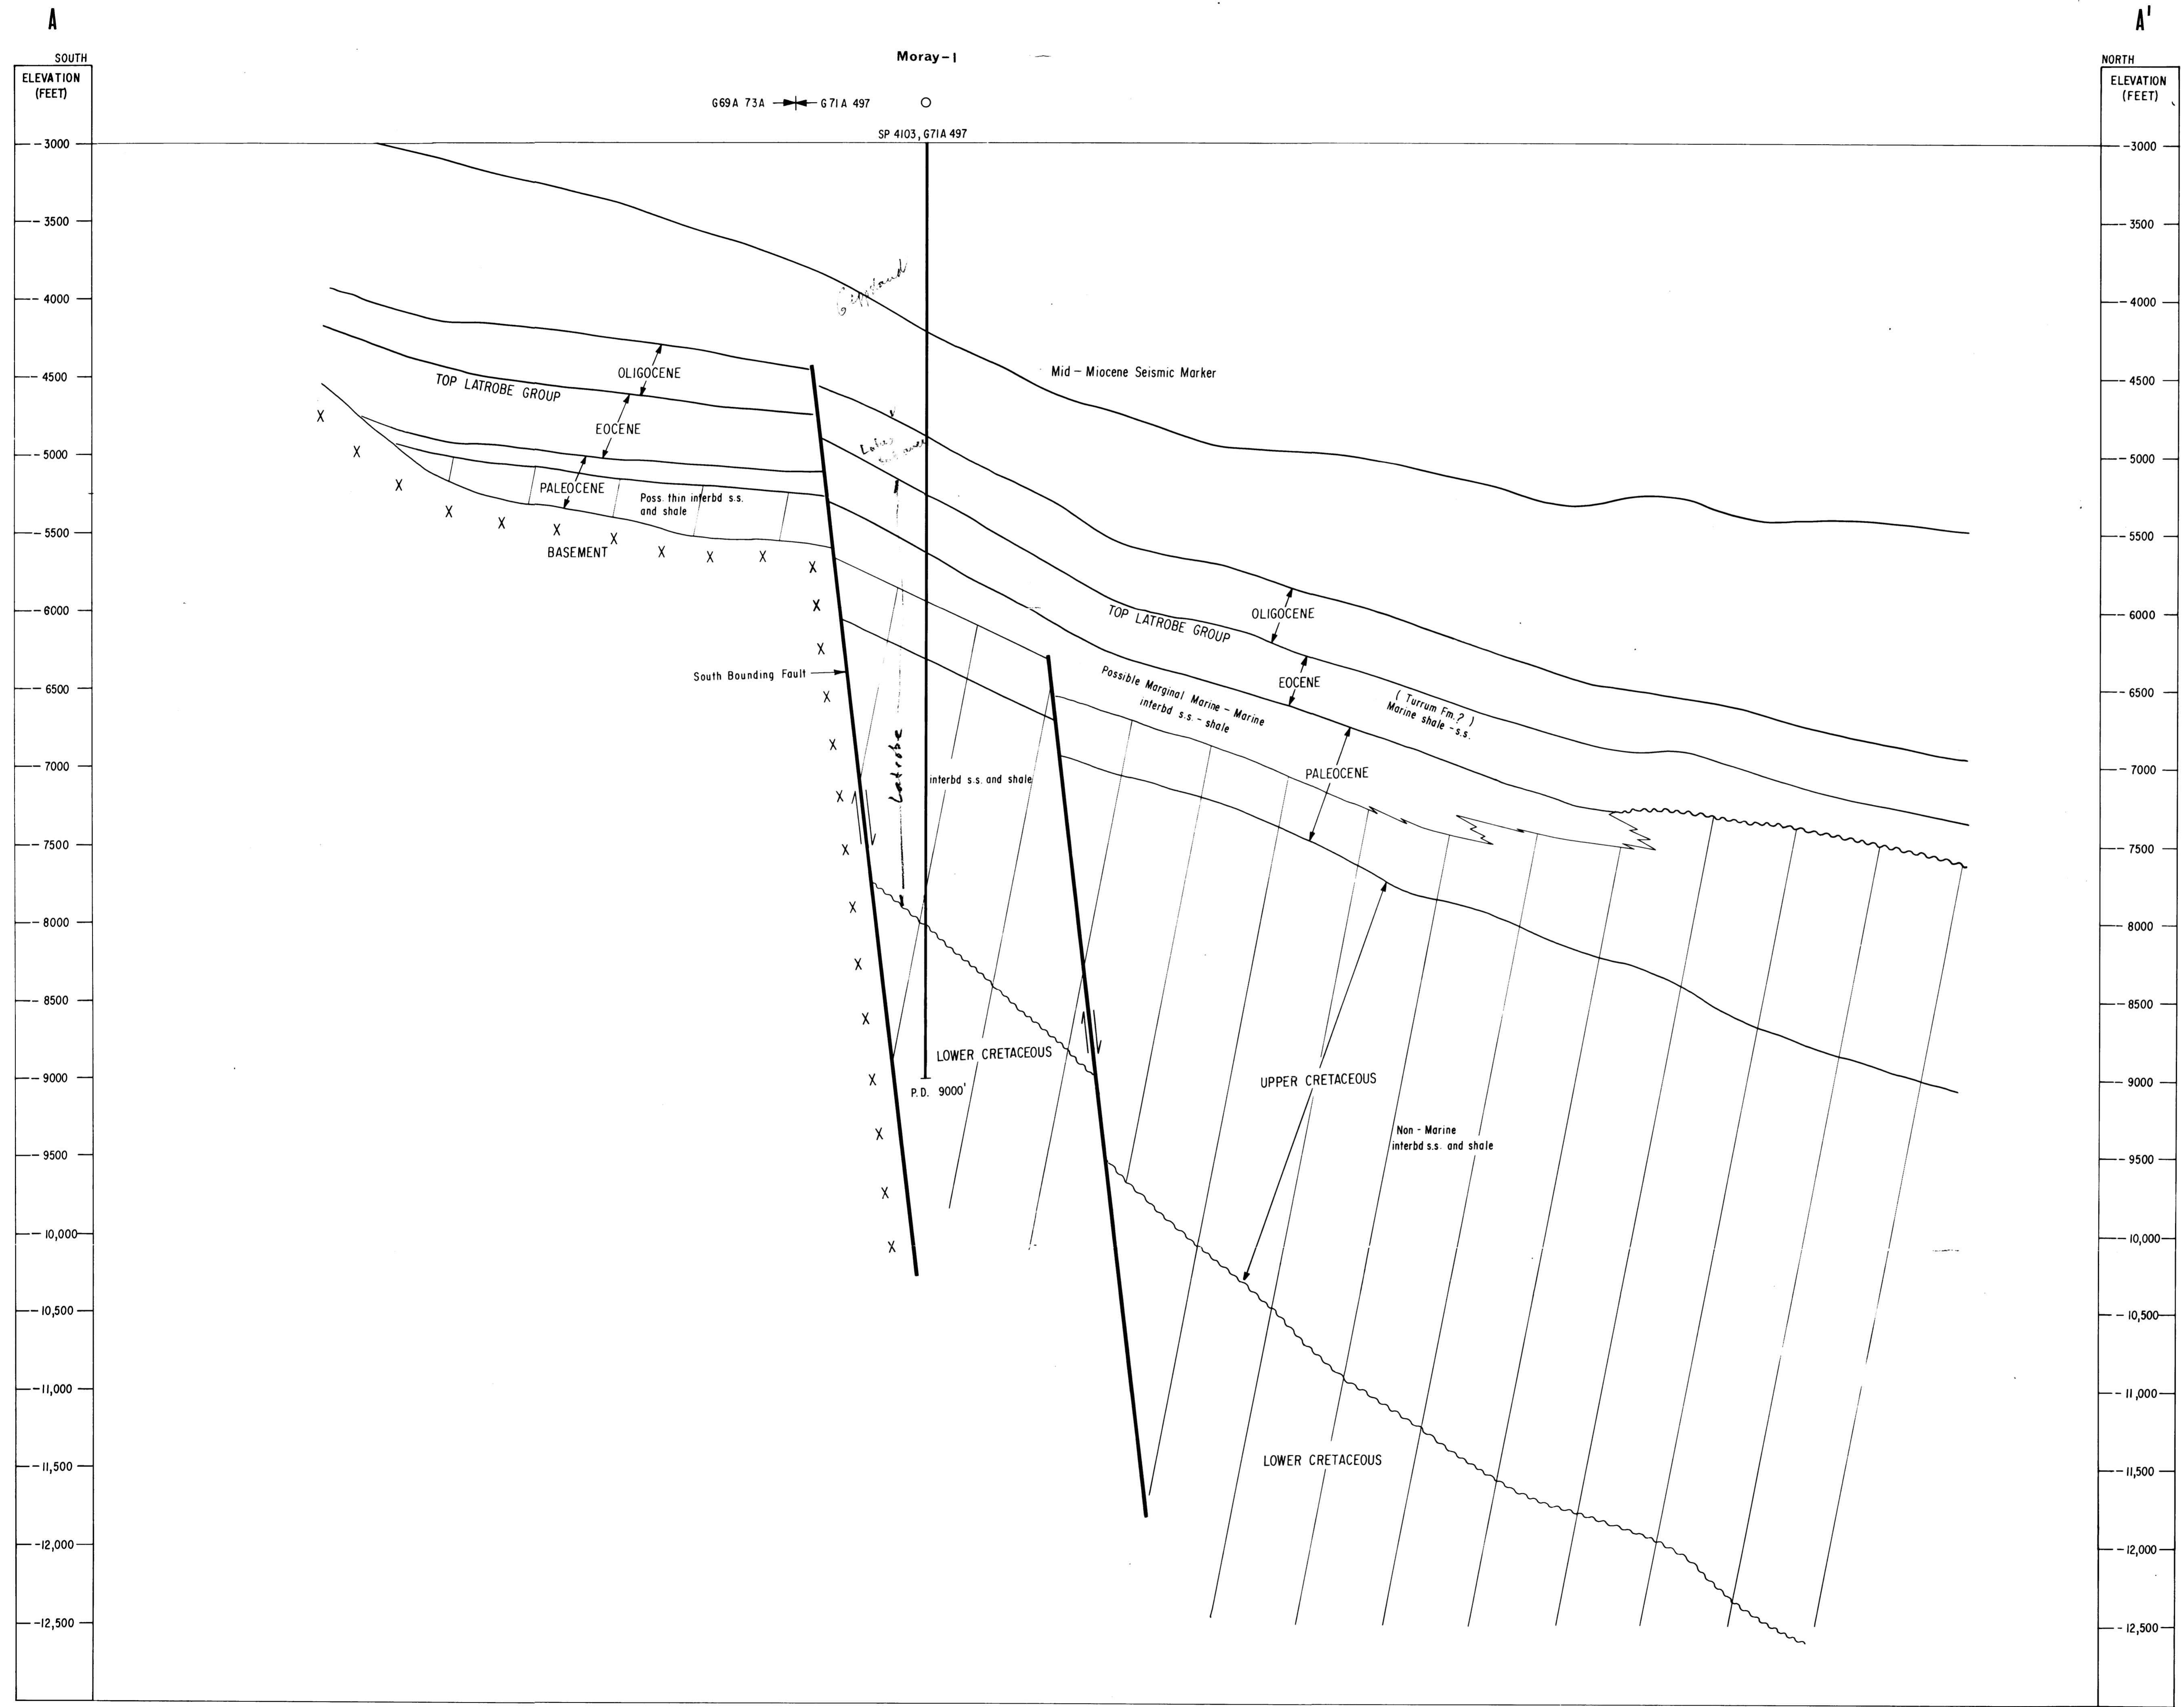 A
A'
SOUTH
Moray-1
NORTH
ELEVATION
(FEET)
ELEVATION
(FEET)
G69A 73A
G71A 497
SP 4103, G71A 497
-3000
-3500
-4000
-4500
-5000
-5500
-6000
-6500
-7000
-7500
-8000
-8500
-9000
-9500
-10,000
-10,500
-11,000
-11,500
-12,000
-12,500
Gippsland
Mid-Miocene Seismic Marker
OLIGOCENE
TOP LATROBE GROUP
EOCENE
PALEOCENE
Poss. thin interbd s.s.
and shale
BASEMENT
Lakes
Entrance
South Bounding Fault
Latrobe
interbd s.s. and shale
LOWER CRETACEOUS
P.D. 9000'
OLIGOCENE
TOP LATROBE GROUP
EOCENE
Possible Marginal Marine - Marine
interbd s.s. - shale
(Turrum Fm.?)
Marine shale - s.s.
PALEOCENE
UPPER CRETACEOUS
Non-Marine
interbd s.s. and shale
LOWER CRETACEOUS
-3000
-3500
-4000
-4500
-5000
-5500
-6000
-6500
-7000
-7500
-8000
-8500
-9000
-9500
-10,000
-10,500
-11,000
-11,500
-12,000
-12,500